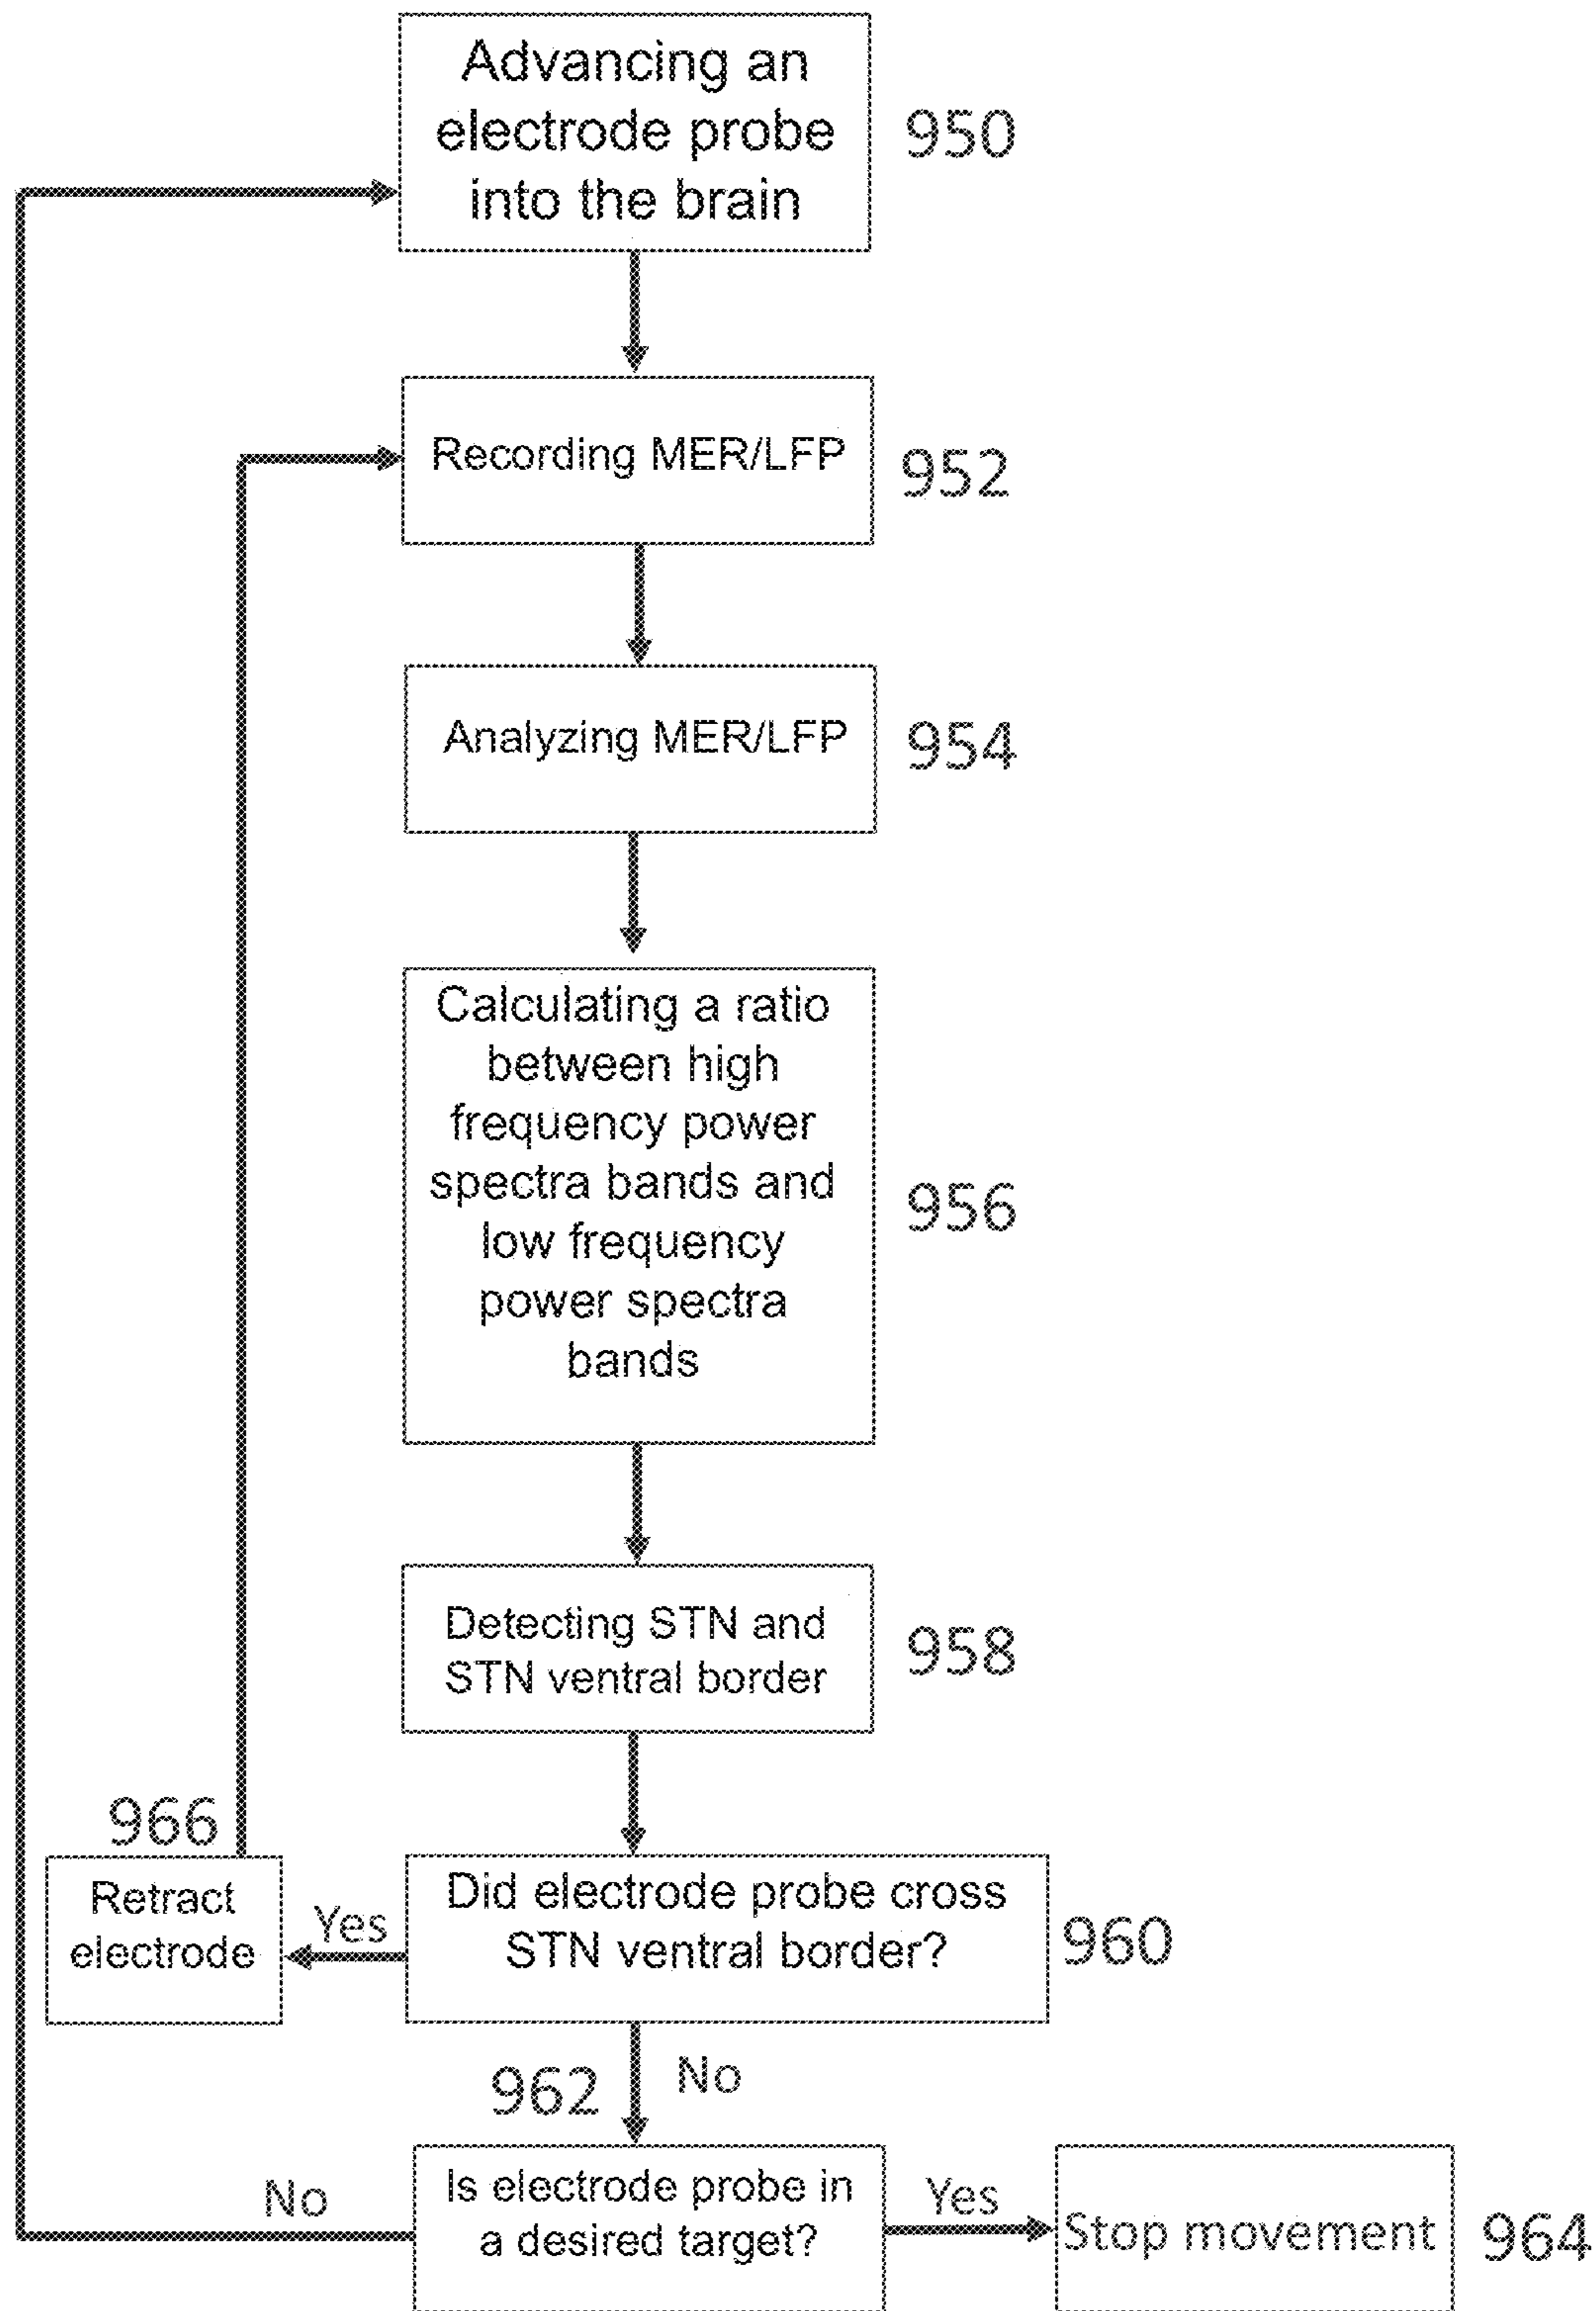 Advancing an
electrode probe
into the brain
950
Recording MER/LFP
952
Analyzing MER/LFP
954
Calculating a ratio
between high
frequency power
spectra bands and
low frequency
power spectra
bands
956
Detecting STN and
STN ventral border
958
966
Retract
electrode
Yes
Did electrode probe cross
STN ventral border?
960
962
No
No
Is electrode probe in
a desired target?
Yes
Stop movement
964